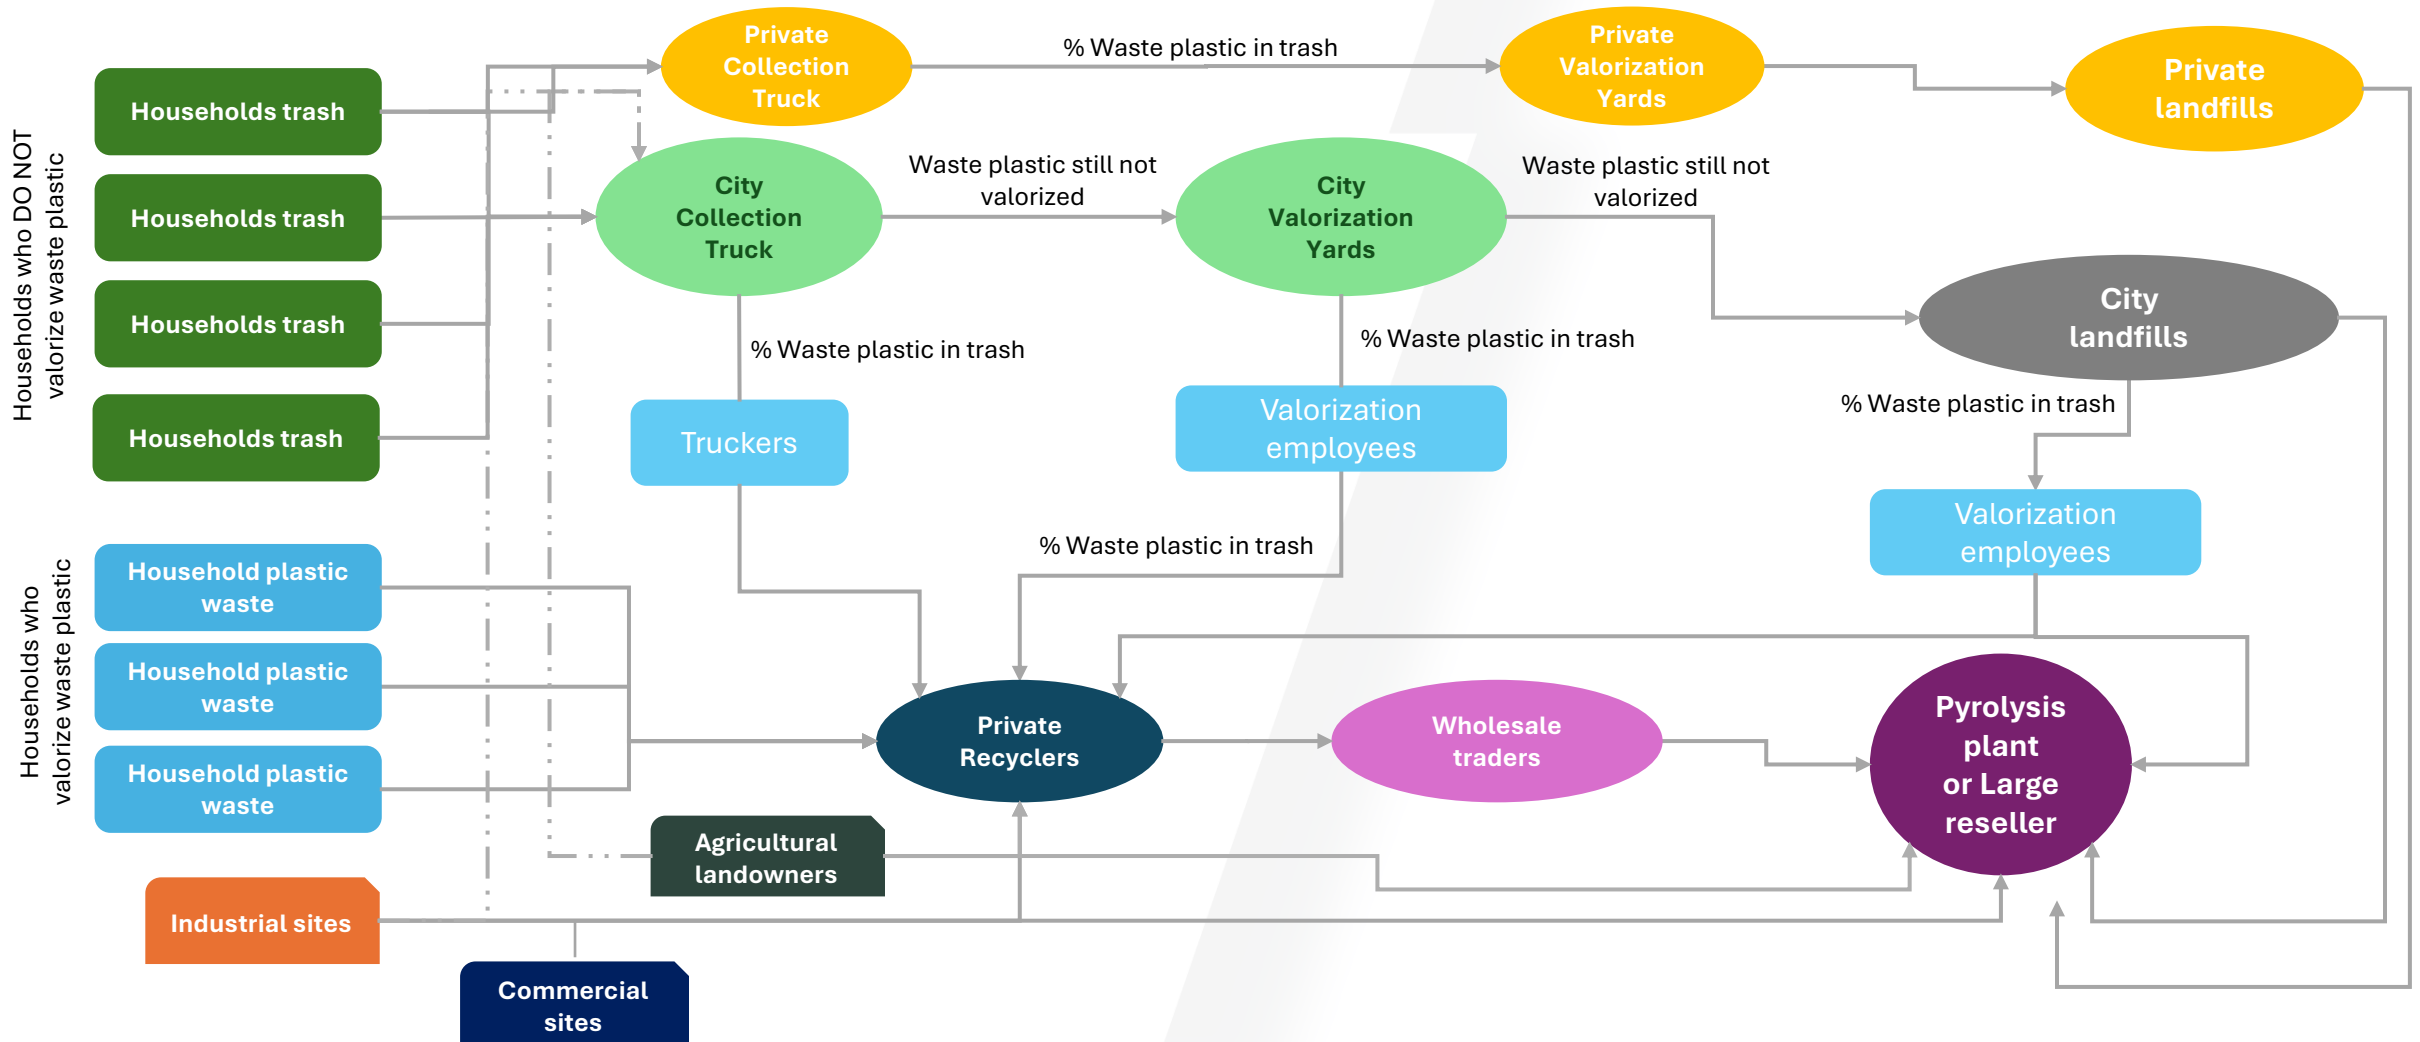 Private
Collection
Truck
% Waste plastic in trash
Private
Valorization
Yards
Private
landfills
Households who DO NOT
valorize waste plastic
Households trash
Households trash
Households trash
Households trash
City
Collection
Truck
Waste plastic still not
valorized
City
Valorization
Yards
Waste plastic still not
valorized
City
landfills
% Waste plastic in trash
% Waste plastic in trash
% Waste plastic in trash
Truckers
Valorization
employees
Valorization
employees
% Waste plastic in trash
Households who
valorize waste plastic
Household plastic
waste
Household plastic
waste
Household plastic
waste
Private
Recyclers
Wholesale
traders
Pyrolysis
plant
or Large
reseller
Agricultural
landowners
Industrial sites
Commercial
sites